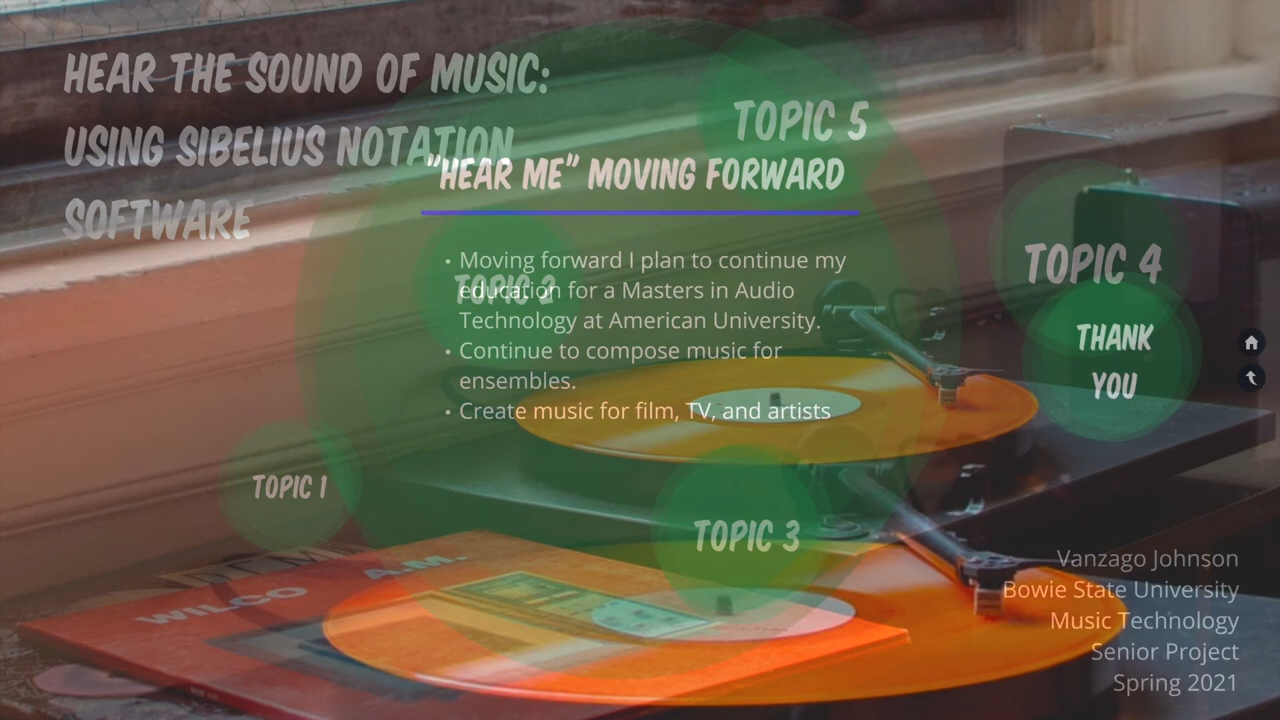 HEAR THE SOUND OF MUSIC:
USING SIBELIUS NOTATION
SOFTWARE
TOPIC 5
"HEAR ME" MOVING FORWARD
• Moving forward I plan to continue my
education for a Masters in Audio
Technology at American University.
• Continue to compose music for
ensembles.
• Create music for film, TV, and artists
TOPIC 2
TOPIC 4
THANK
YOU
TOPIC 1
TOPIC 3
WILCO
A.M.
Vanzago Johnson
Bowie State University
Music Technology
Senior Project
Spring 2021